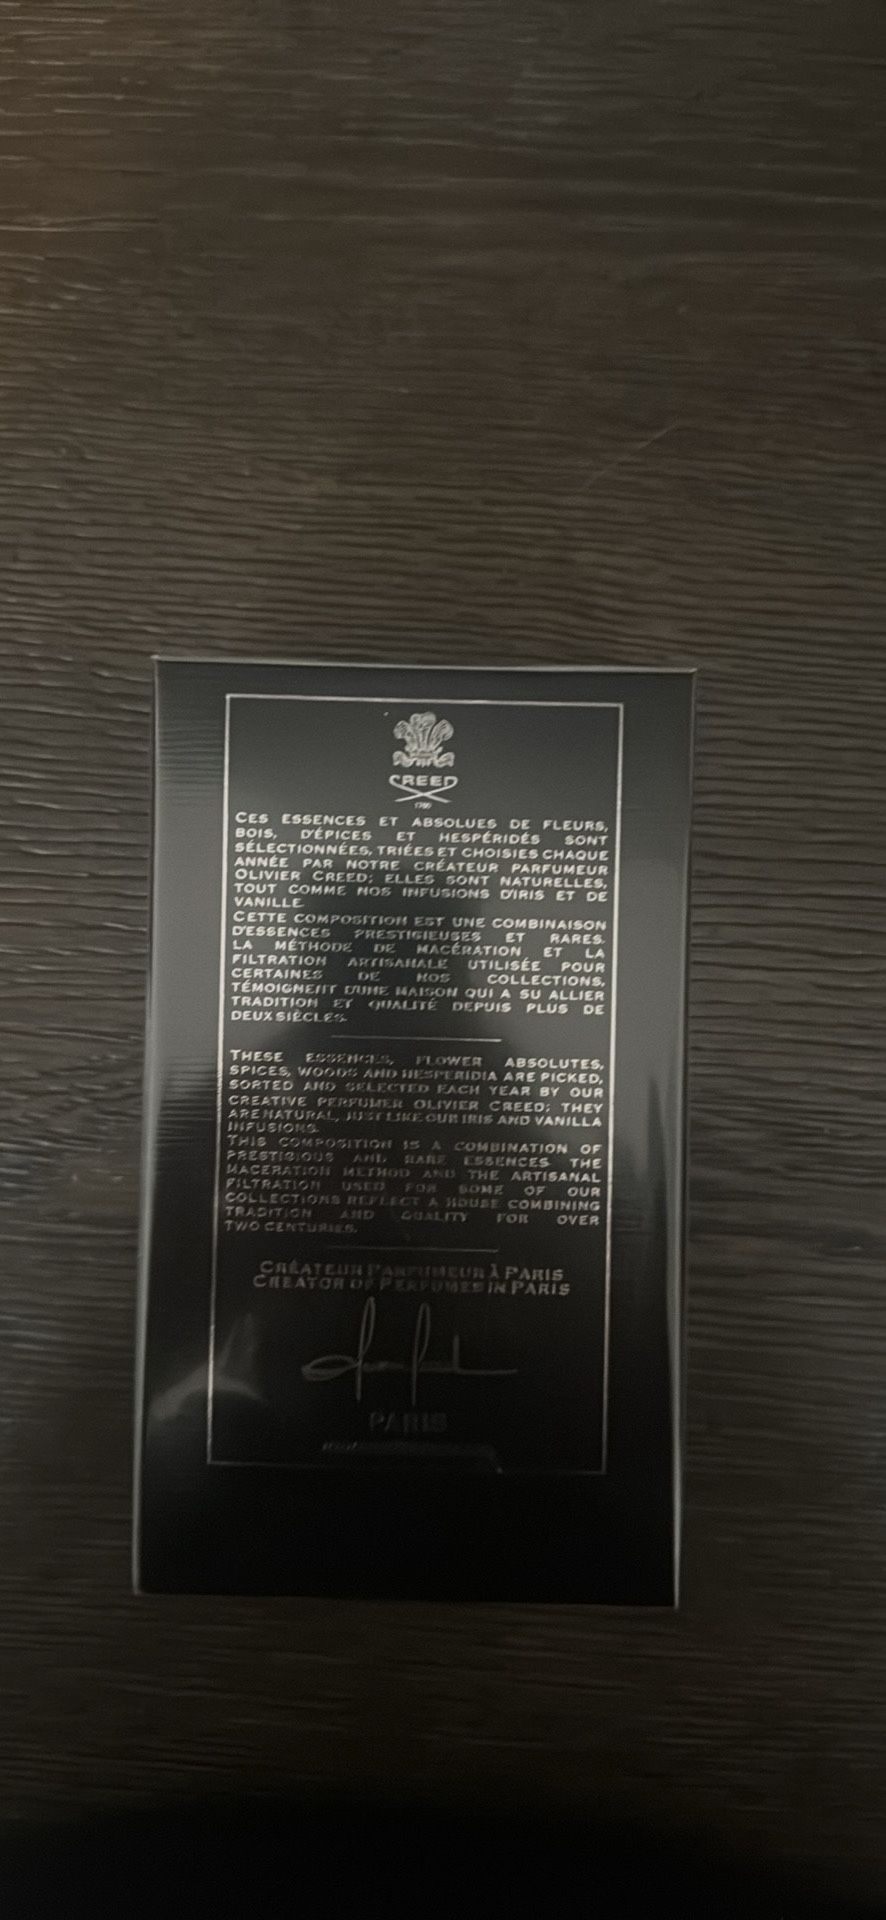 CREED
1760
CES ESSENCES ET ABSOLUES DE FLEURS,
BOIS, D'ÉPICES ET HESPÉRIDÉS SONT
SÉLECTIONNÉES, TRIÉES ET CHOISIES CHAQUE
ANNÉE PAR NOTRE CRÉATEUR PARFUMEUR
OLIVIER CREED; ELLES SONT NATURELLES,
TOUT COMME NOS INFUSIONS D'IRIS ET DE
VANILLE.
CETTE COMPOSITION EST UNE COMBINAISON
D'ESSENCES PRESTIGIEUSES ET RARES.
LA MÉTHODE DE MACÉRATION ET LA
FILTRATION ARTISANALE UTILISÉE POUR
CERTAINES DE NOS COLLECTIONS,
TÉMOIGNENT D'UNE MAISON QUI A SU ALLIER
TRADITION ET QUALITÉ DEPUIS PLUS DE
DEUX SIÈCLES.
THESE ESSENCES, FLOWER ABSOLUTES,
SPICES, WOODS AND HESPERIDIA ARE PICKED,
SORTED AND SELECTED EACH YEAR BY OUR
CREATIVE PERFUMER OLIVIER CREED; THEY
ARE NATURAL, JUST LIKE OUR IRIS AND VANILLA
INFUSIONS.
THIS COMPOSITION IS A COMBINATION OF
PRESTIGIOUS AND RARE ESSENCES THE
MACERATION METHOD AND THE ARTISANAL
FILTRATION USED FOR SOME OF OUR
COLLECTIONS REFLECT A HOUSE COMBINING
TRADITION AND QUALITY FOR OVER
TWO CENTURIES.
CRÉATEUR PARFUMEUR À PARIS
CREATOR OF PERFUMES IN PARIS
PARIS